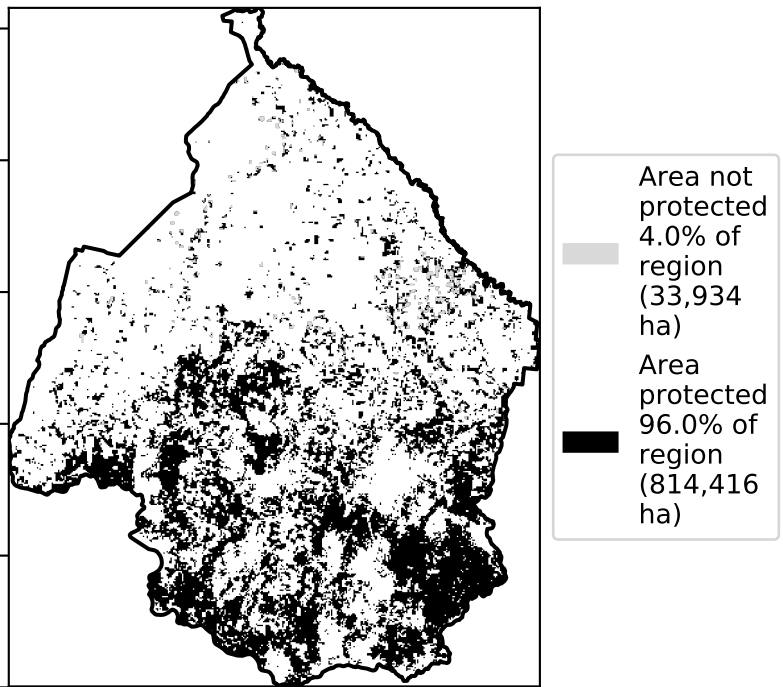 Area not
protected
4.0% of
region
(33,934
ha)
Area
protected
96.0% of
region
(814,416
ha)